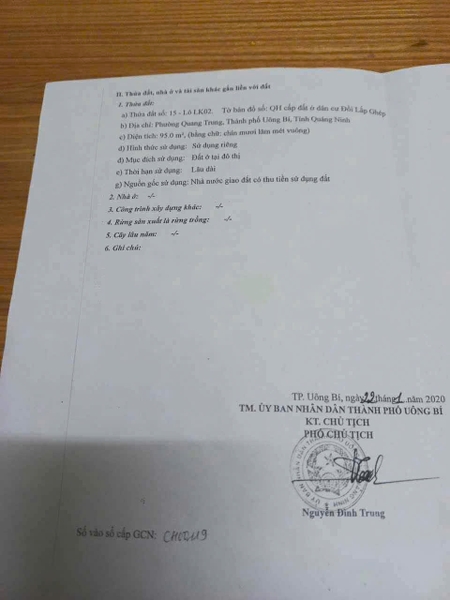 II. Thửa đất, nhà ở và tài sản khác gắn liền với đất
1. Thửa đất:
a) Thửa đất số: 15 - Lô LK02. Tờ bản đồ số: QH cấp đất ở dân cư Đồi Lắp Ghép
b) Địa chỉ: Phường Quang Trung, Thành phố Uông Bí, Tỉnh Quảng Ninh
c) Diện tích: 95.0 m², (bằng chữ: chín mươi lăm mét vuông)
d) Hình thức sử dụng: Sử dụng riêng
đ) Mục đích sử dụng: Đất ở tại đô thị
e) Thời hạn sử dụng: Lâu dài
g) Nguồn gốc sử dụng: Nhà nước giao đất có thu tiền sử dụng đất
2. Nhà ở: -/-
3. Công trình xây dựng khác: -/-
4. Rừng sản xuất là rừng trồng: -/-
5. Cây lâu năm: -/-
6. Ghi chú:
TP. Uông Bí, ngày 22 tháng 1 năm 2020
TM. ỦY BAN NHÂN DÂN THÀNH PHỐ UÔNG BÍ
KT. CHỦ TỊCH
PHÓ CHỦ TỊCH
Nguyễn Đình Trung
Số vào sổ cấp GCN: